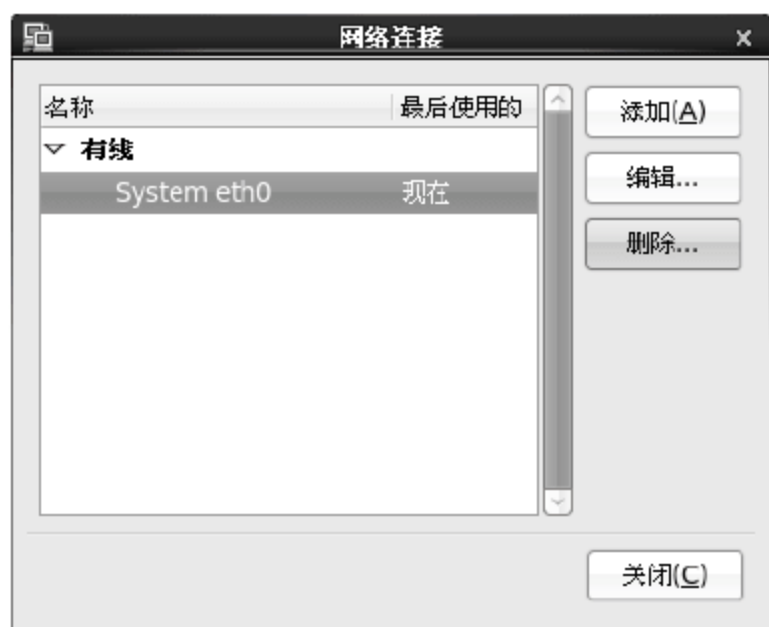 网络连接
名称 最后使用的
有线
System eth0 现在
添加(A)
编辑...
删除...
关闭(C)